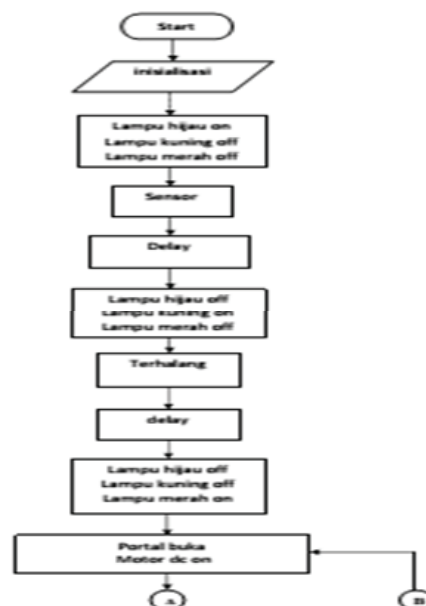 Start
inisialisasi
Lampu hijau on
Lampu kuning off
Lampu merah off
Sensor
Delay
Lampu hijau off
Lampu kuning on
Lampu merah off
Terhalang
delay
Lampu hijau off
Lampu kuning off
Lampu merah on
Portal buka
Motor dc on
A
B